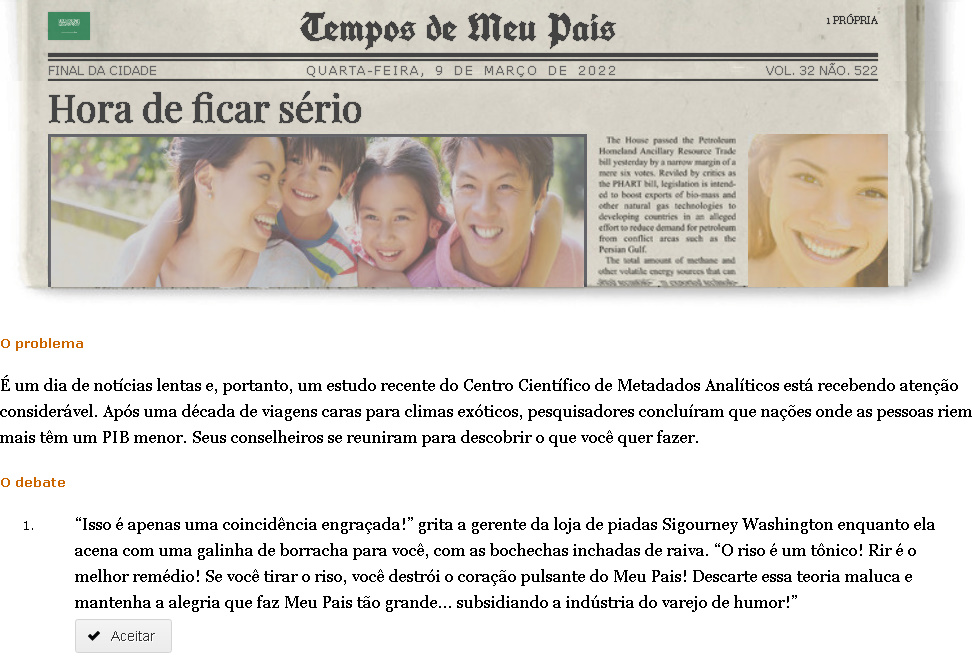 Tempos de Meu Pais
1 PRÓPRIA
FINAL DA CIDADE
QUARTA-FEIRA, 9 DE MARÇO DE 2022
VOL. 32 NÃO. 522
Hora de ficar sério
The House passed the Petroleum
Homeland Ancillary Resource Trade
bill yesterday by a narrow margin of a
mere six votes. Reviled by critics as
the PHART bill, legislation is intend-
ed to boost exports of bio-mass and
other natural gas technologies to
developing countries in an alleged
effort to reduce demand for petroleum
from conflict areas such as the
Persian Gulf.
The total amount of methane and
other volatile energy sources that can
O problema
É um dia de notícias lentas e, portanto, um estudo recente do Centro Científico de Metadados Analíticos está recebendo atenção
considerável. Após uma década de viagens caras para climas exóticos, pesquisadores concluíram que nações onde as pessoas riem
mais têm um PIB menor. Seus conselheiros se reuniram para descobrir o que você quer fazer.
O debate
1. “Isso é apenas uma coincidência engraçada!” grita a gerente da loja de piadas Sigourney Washington enquanto ela
acena com uma galinha de borracha para você, com as bochechas inchadas de raiva. “O riso é um tônico! Rir é o
melhor remédio! Se você tirar o riso, você destrói o coração pulsante do Meu Pais! Descarte essa teoria maluca e
mantenha a alegria que faz Meu Pais tão grande... subsidiando a indústria do varejo de humor!”
Aceitar